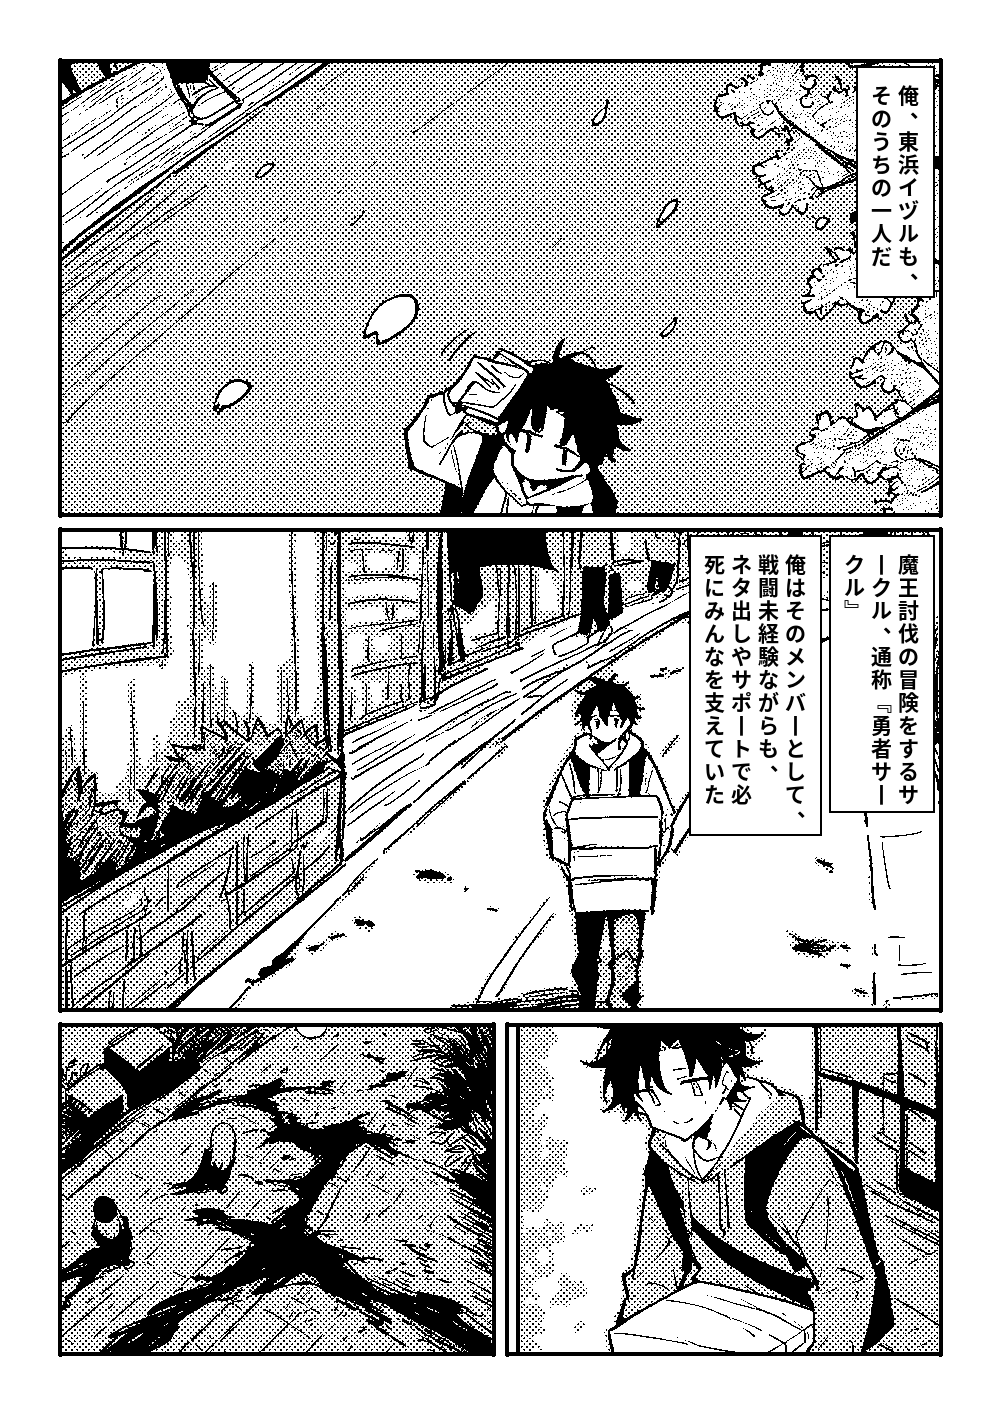 俺、東浜イヅルも、
そのうちの一人だ
魔王討伐の冒険をするサ
ークル、通称『勇者サー
クル』
俺はそのメンバーとして、
戦闘未経験ながらも、
ネタ出しやサポートで必
死にみんなを支えていた